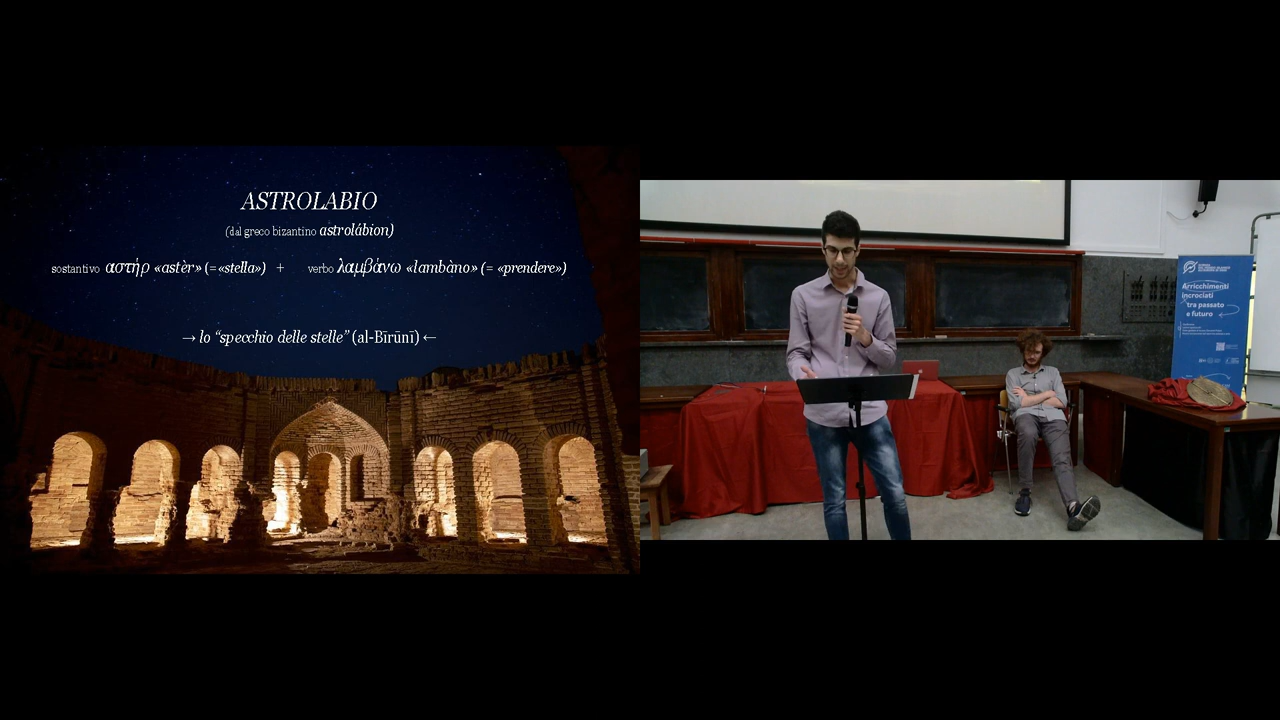 ASTROLABIO
(dal greco bizantino astrolábion)
sostantivo αστήρ «astèr» (= «stella») + verbo λαμβάνω «lambàno» (= «prendere»)
→ lo “specchio delle stelle” (al-Bīrūnī) ←
Arricchimenti
incrociati
tra passato
e futuro